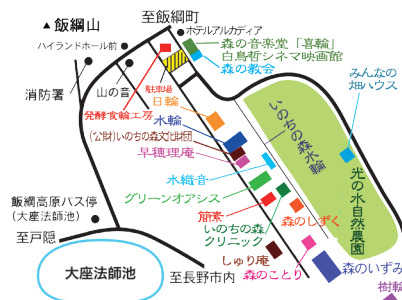 ▲飯綱山
至飯綱町
ホテルアルカディア
ハイランドホール前
森の音楽堂「喜輪」
白鳥哲シネマ映画館
森の教会
消防署
山の音
駐車場
みんなの
畑ハウス
発酵食輪工房
日輪
水輪
(公財)いのちの森文化財団
早穂理庵
いのちの森水輪
水織音
グリーンオアシス
簡素
光の水自然農園
飯綱高原バス停
(大座法師池)
いのちの森
クリニック
森のしずく
至戸隠
しゅり庵
森のことり
森のいずみ
大座法師池
至長野市内
樹輪